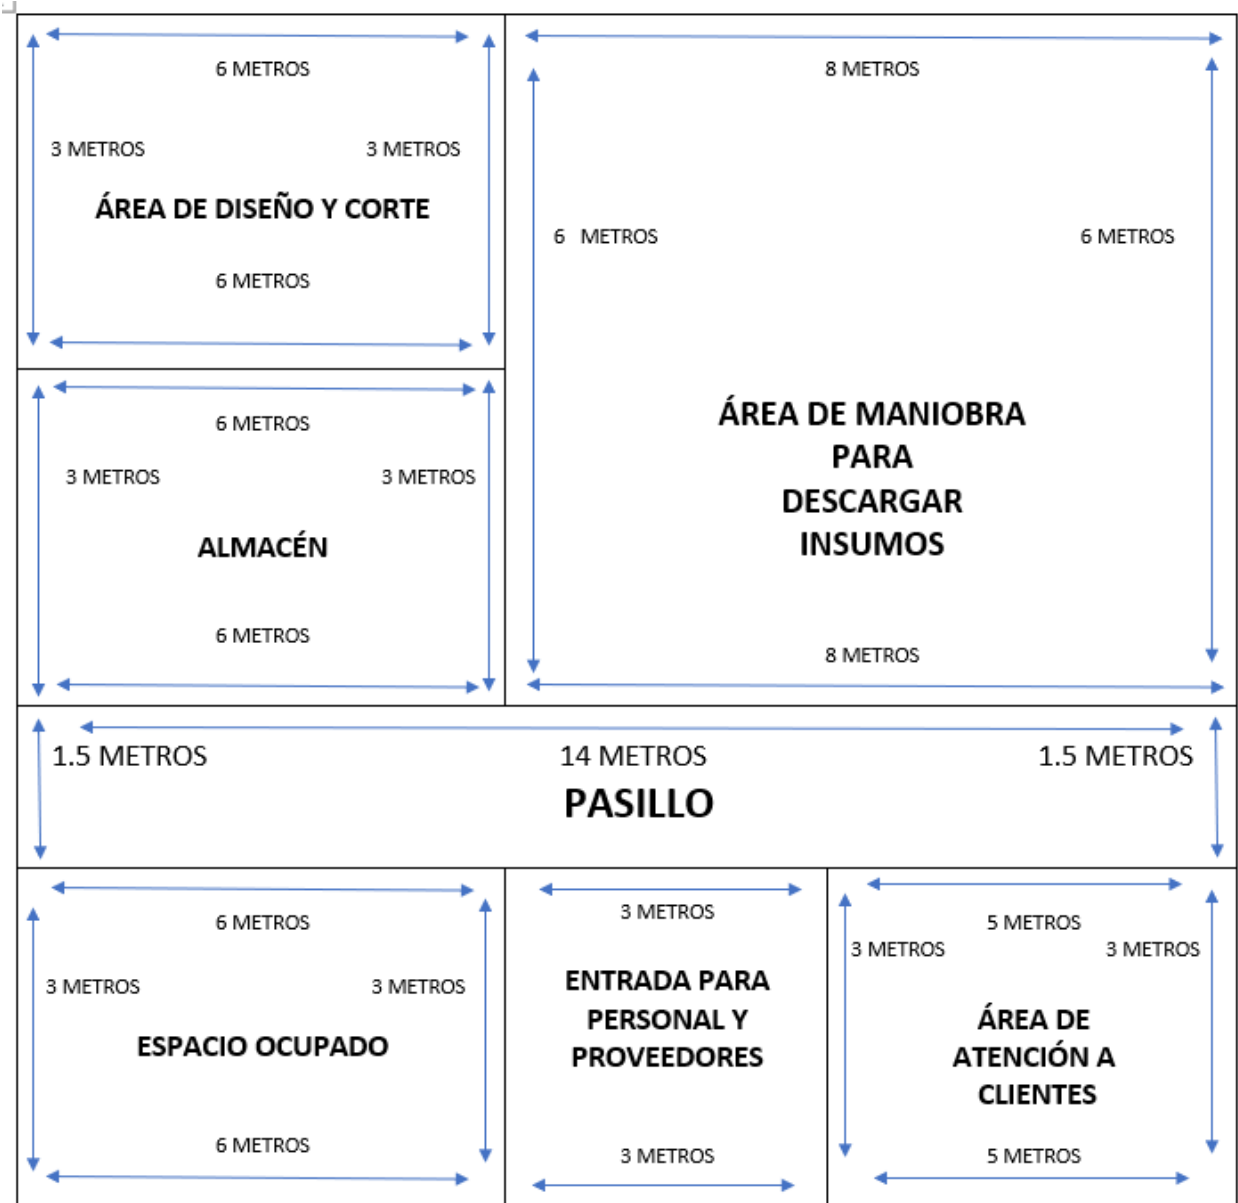 6 METROS
3 METROS
3 METROS
ÁREA DE DISEÑO Y CORTE
6 METROS
8 METROS
6 METROS
6 METROS
ÁREA DE MANIOBRA
PARA
DESCARGAR
INSUMOS
8 METROS
6 METROS
3 METROS
3 METROS
ALMACÉN
6 METROS
1.5 METROS
14 METROS
1.5 METROS
PASILLO
6 METROS
3 METROS
3 METROS
ESPACIO OCUPADO
6 METROS
3 METROS
ENTRADA PARA
PERSONAL Y
PROVEEDORES
3 METROS
5 METROS
3 METROS
3 METROS
ÁREA DE
ATENCIÓN A
CLIENTES
5 METROS